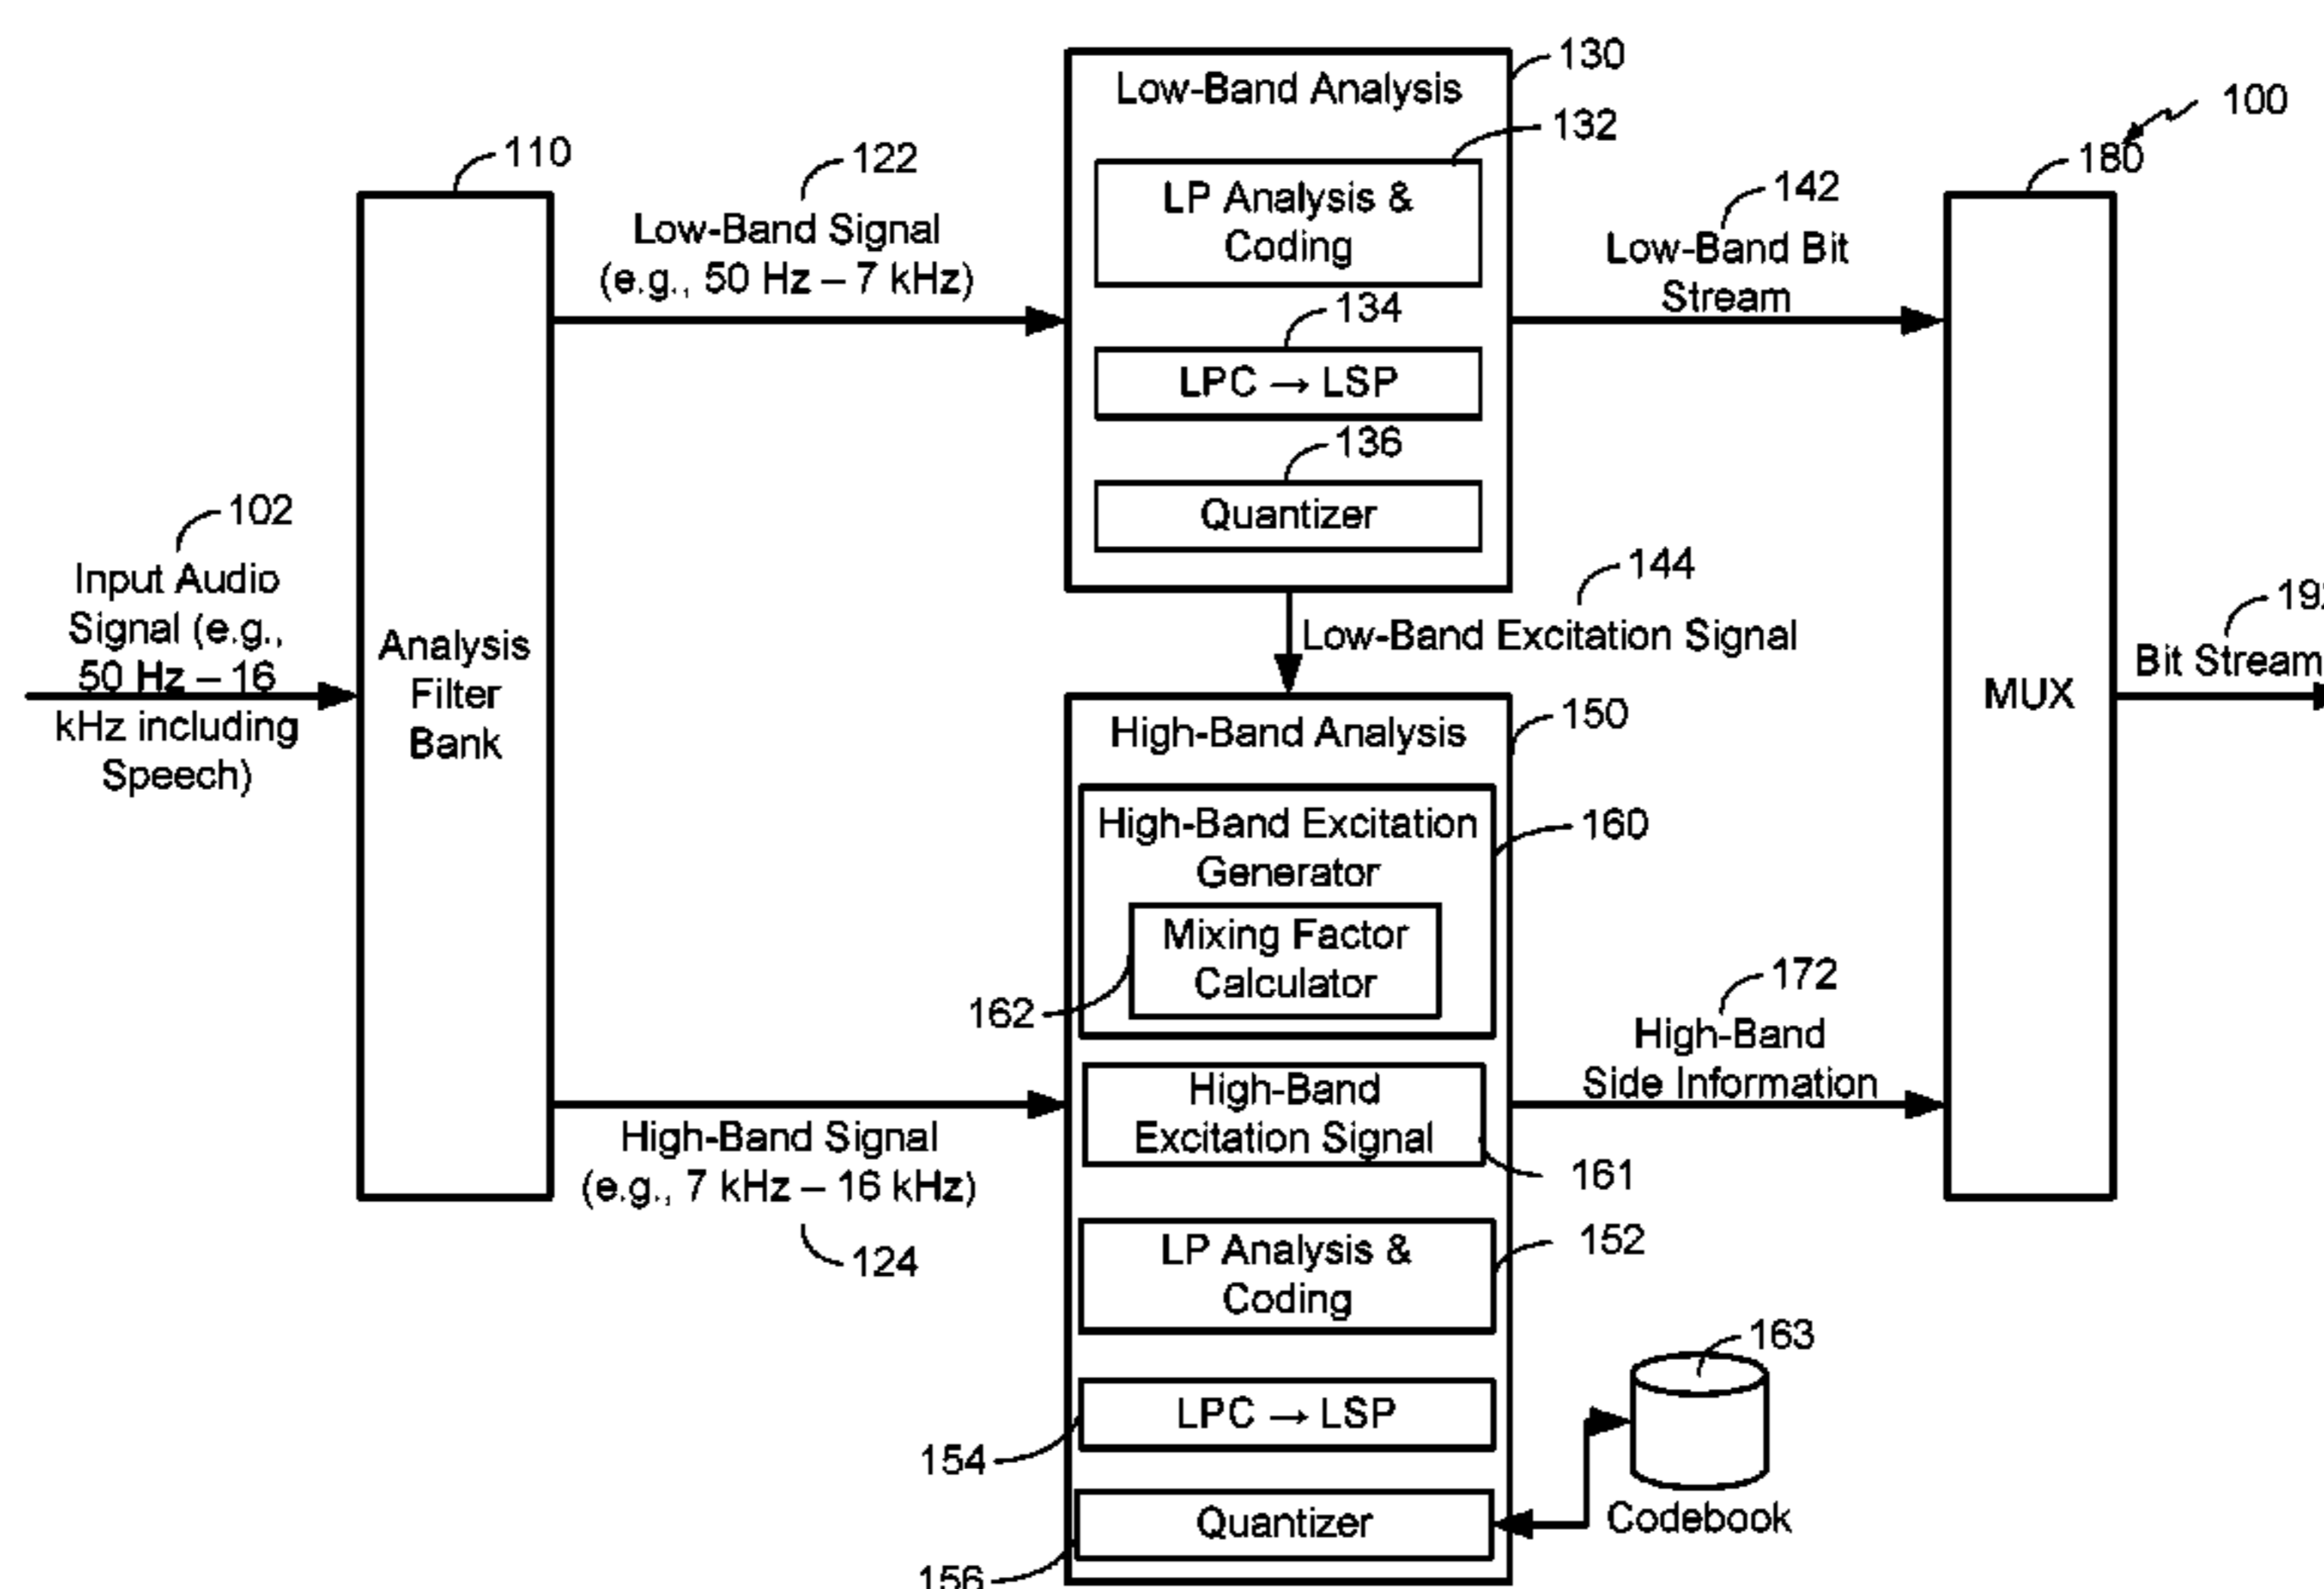 100
110
122
Low-Band Signal
(e.g., 50 Hz – 7 kHz)
102
Input Audio
Signal (e.g.,
50 Hz – 16
kHz including
Speech)
Analysis
Filter
Bank
High-Band Signal
(e.g., 7 kHz – 16 kHz)
124
130
Low-Band Analysis
132
LP Analysis &
Coding
134
LPC → LSP
136
Quantizer
144
Low-Band Excitation Signal
150
High-Band Analysis
High-Band Excitation
Generator
160
Mixing Factor
Calculator
162
High-Band
Excitation Signal
161
LP Analysis &
Coding
152
LPC → LSP
154
Quantizer
156
163
Codebook
142
Low-Band Bit
Stream
172
High-Band
Side Information
180
MUX
Bit Stream